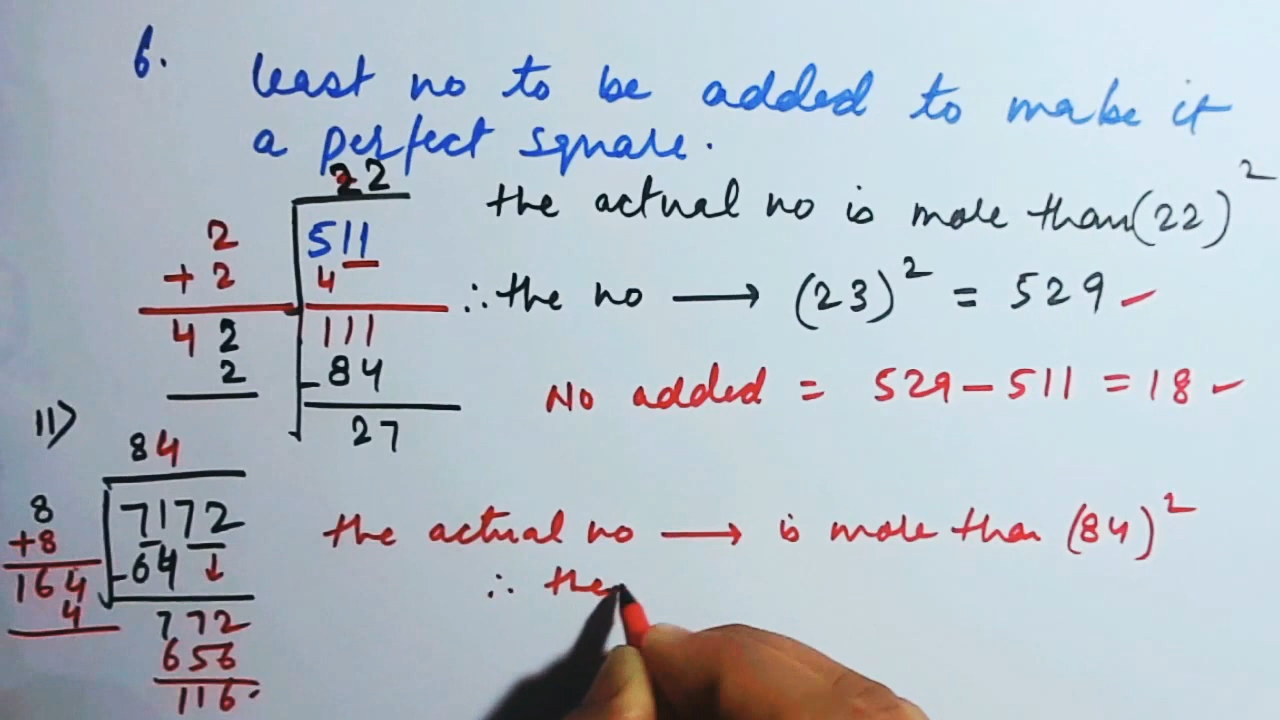 6.
least no to be added to make it
a perfect square.
22
2 511 the actual no is more than (22)²
+ 2 4
42 111 ∴ the no → (23)² = 529
2 - 84
27 No added = 529 - 511 = 18
11)
84
8 7172 the actual no → is more than (84)²
+8 -64 ↓
164 772 ∴ the
4 656
116.